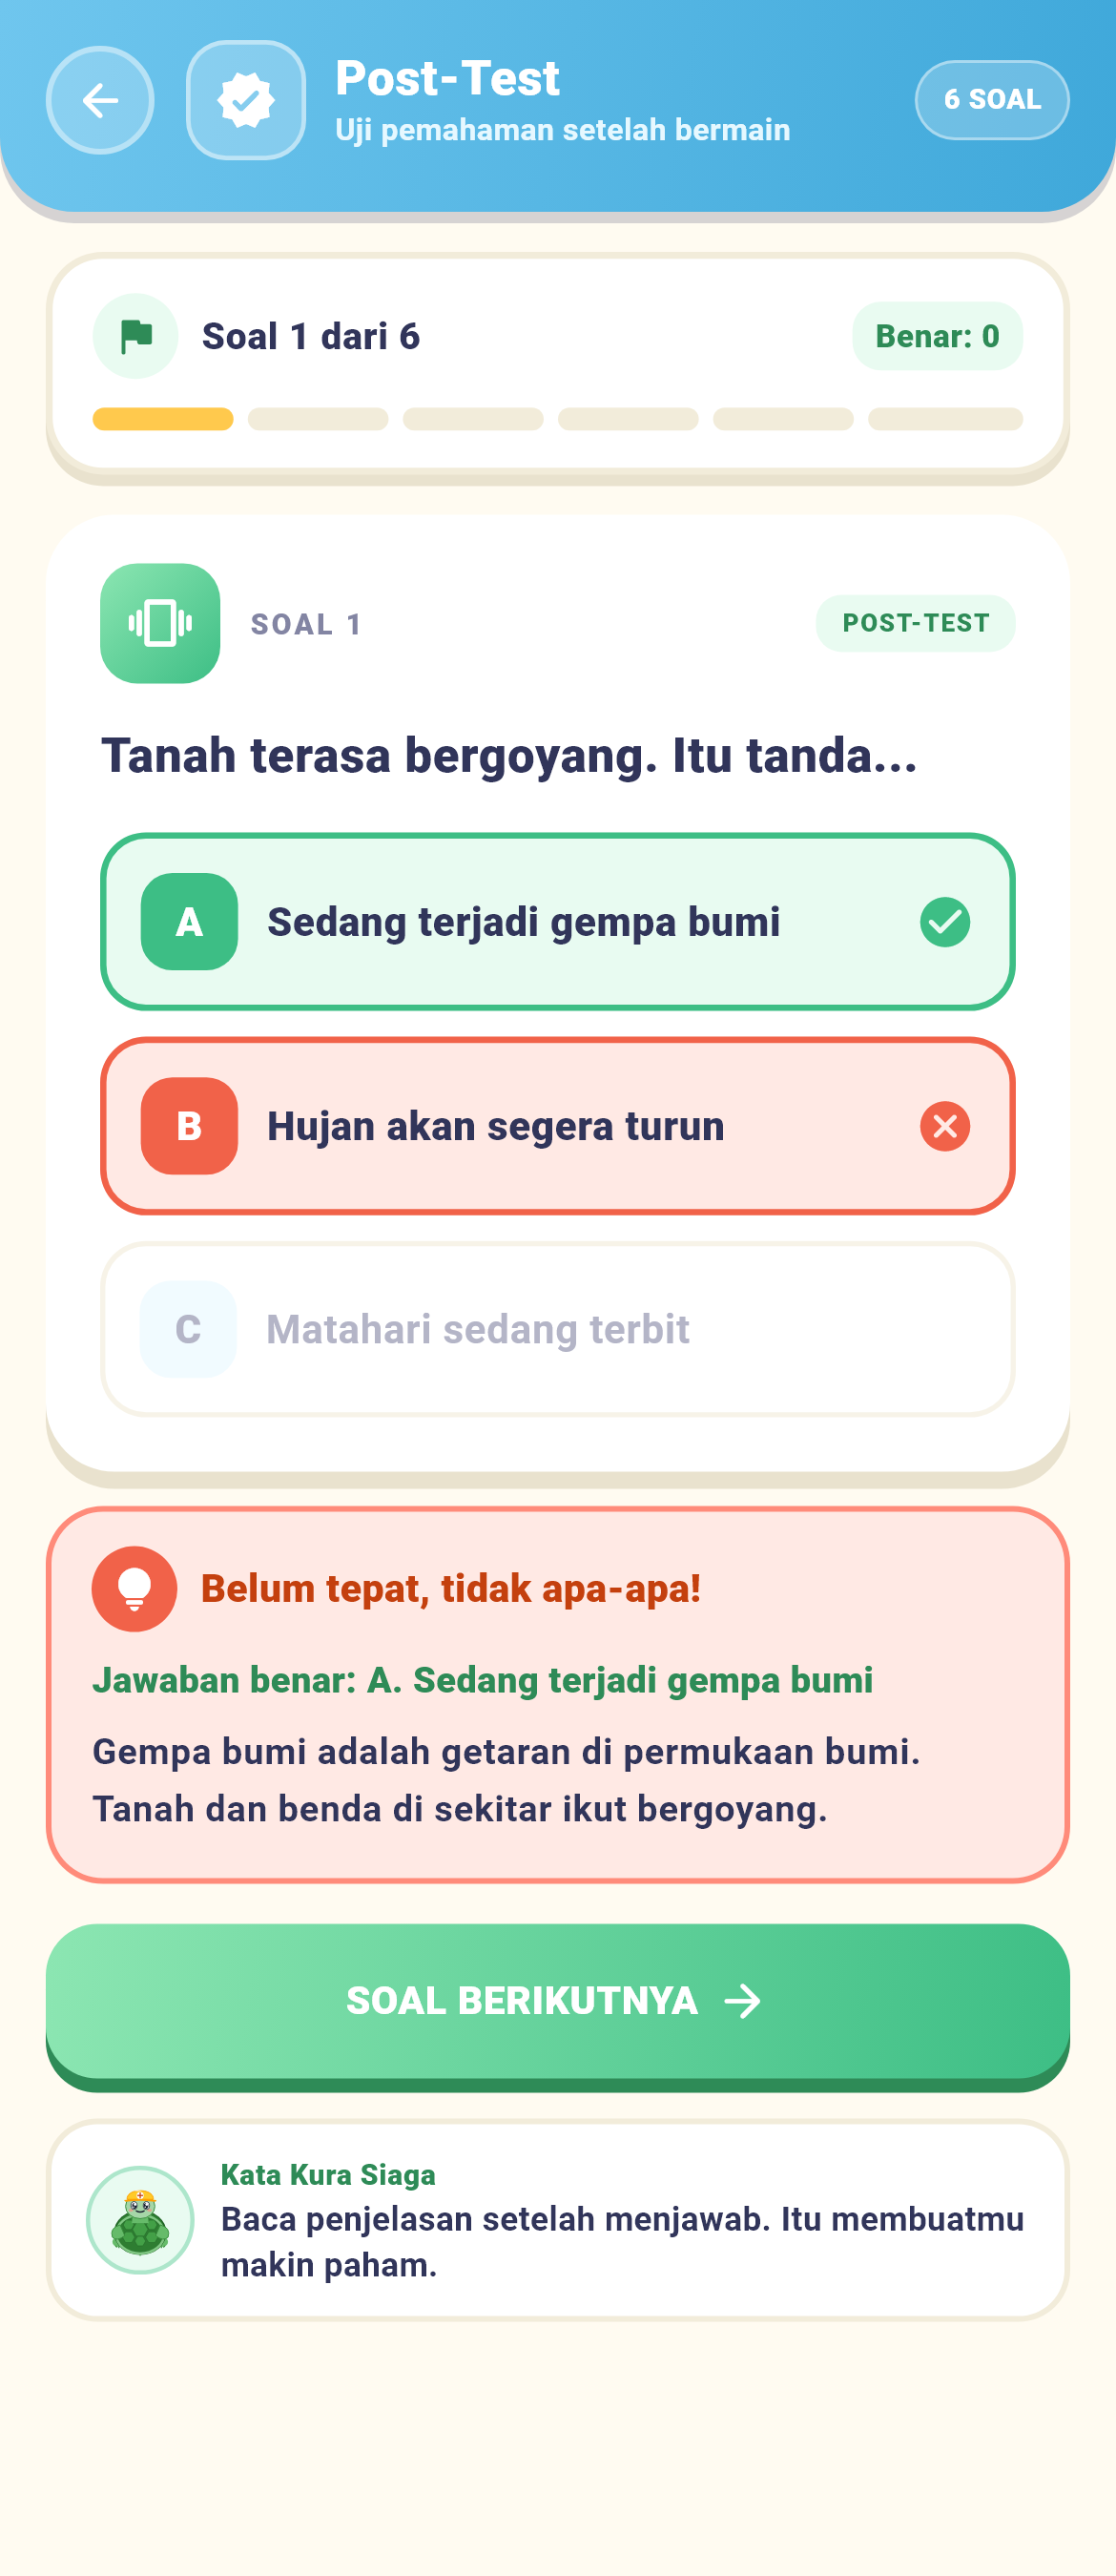 Post-Test
Uji pemahaman setelah bermain
6 SOAL
Soal 1 dari 6
Benar: 0
SOAL 1
POST-TEST
Tanah terasa bergoyang. Itu tanda...
A
Sedang terjadi gempa bumi
B
Hujan akan segera turun
C
Matahari sedang terbit
Belum tepat, tidak apa-apa!
Jawaban benar: A. Sedang terjadi gempa bumi
Gempa bumi adalah getaran di permukaan bumi.
Tanah dan benda di sekitar ikut bergoyang.
SOAL BERIKUTNYA
Kata Kura Siaga
Baca penjelasan setelah menjawab. Itu membuatmu
makin paham.